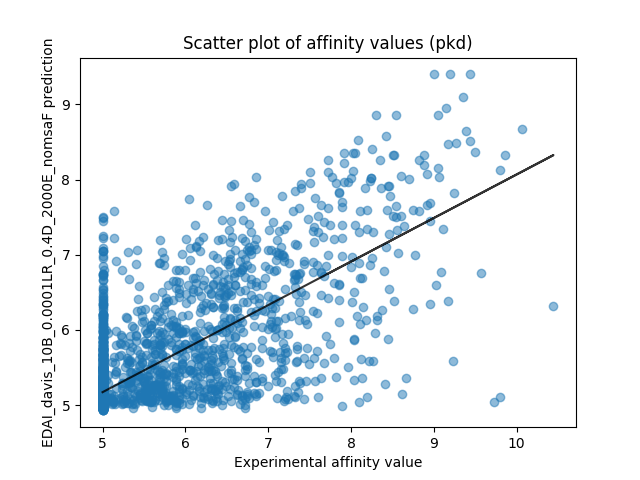 Scatter plot of affinity values (pkd)
EDAI_davis_10B_0.0001LR_0.4D_2000E_nomsaF prediction
9
8
7
6
5
5 6 7 8 9 10
Experimental affinity value